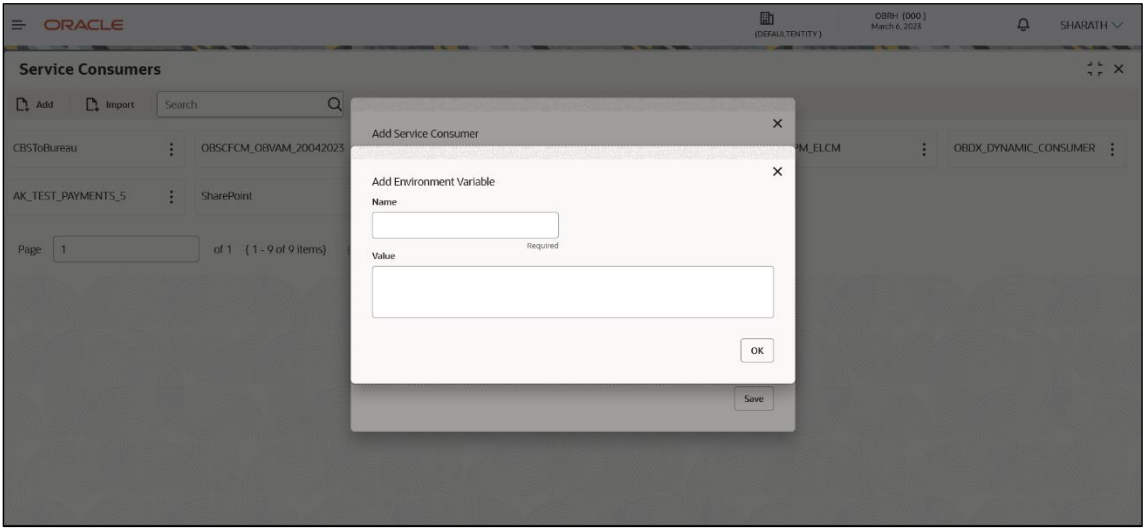 ORACLE
(DEFAULTENTITY )
OBRH (000 )
March 6, 2023
SHARATH
Service Consumers
Add
Import
Search
Add Service Consumer
CBSToBureau
OBSCFCM_OBVAM_20042023
PM_ELCM
OBDX_DYNAMIC_CONSUMER
AK_TEST_PAYMENTS_5
SharePoint
Add Environment Variable
Name
Required
Value
Page 1 of 1 ( 1 - 9 of 9 items)
OK
Save